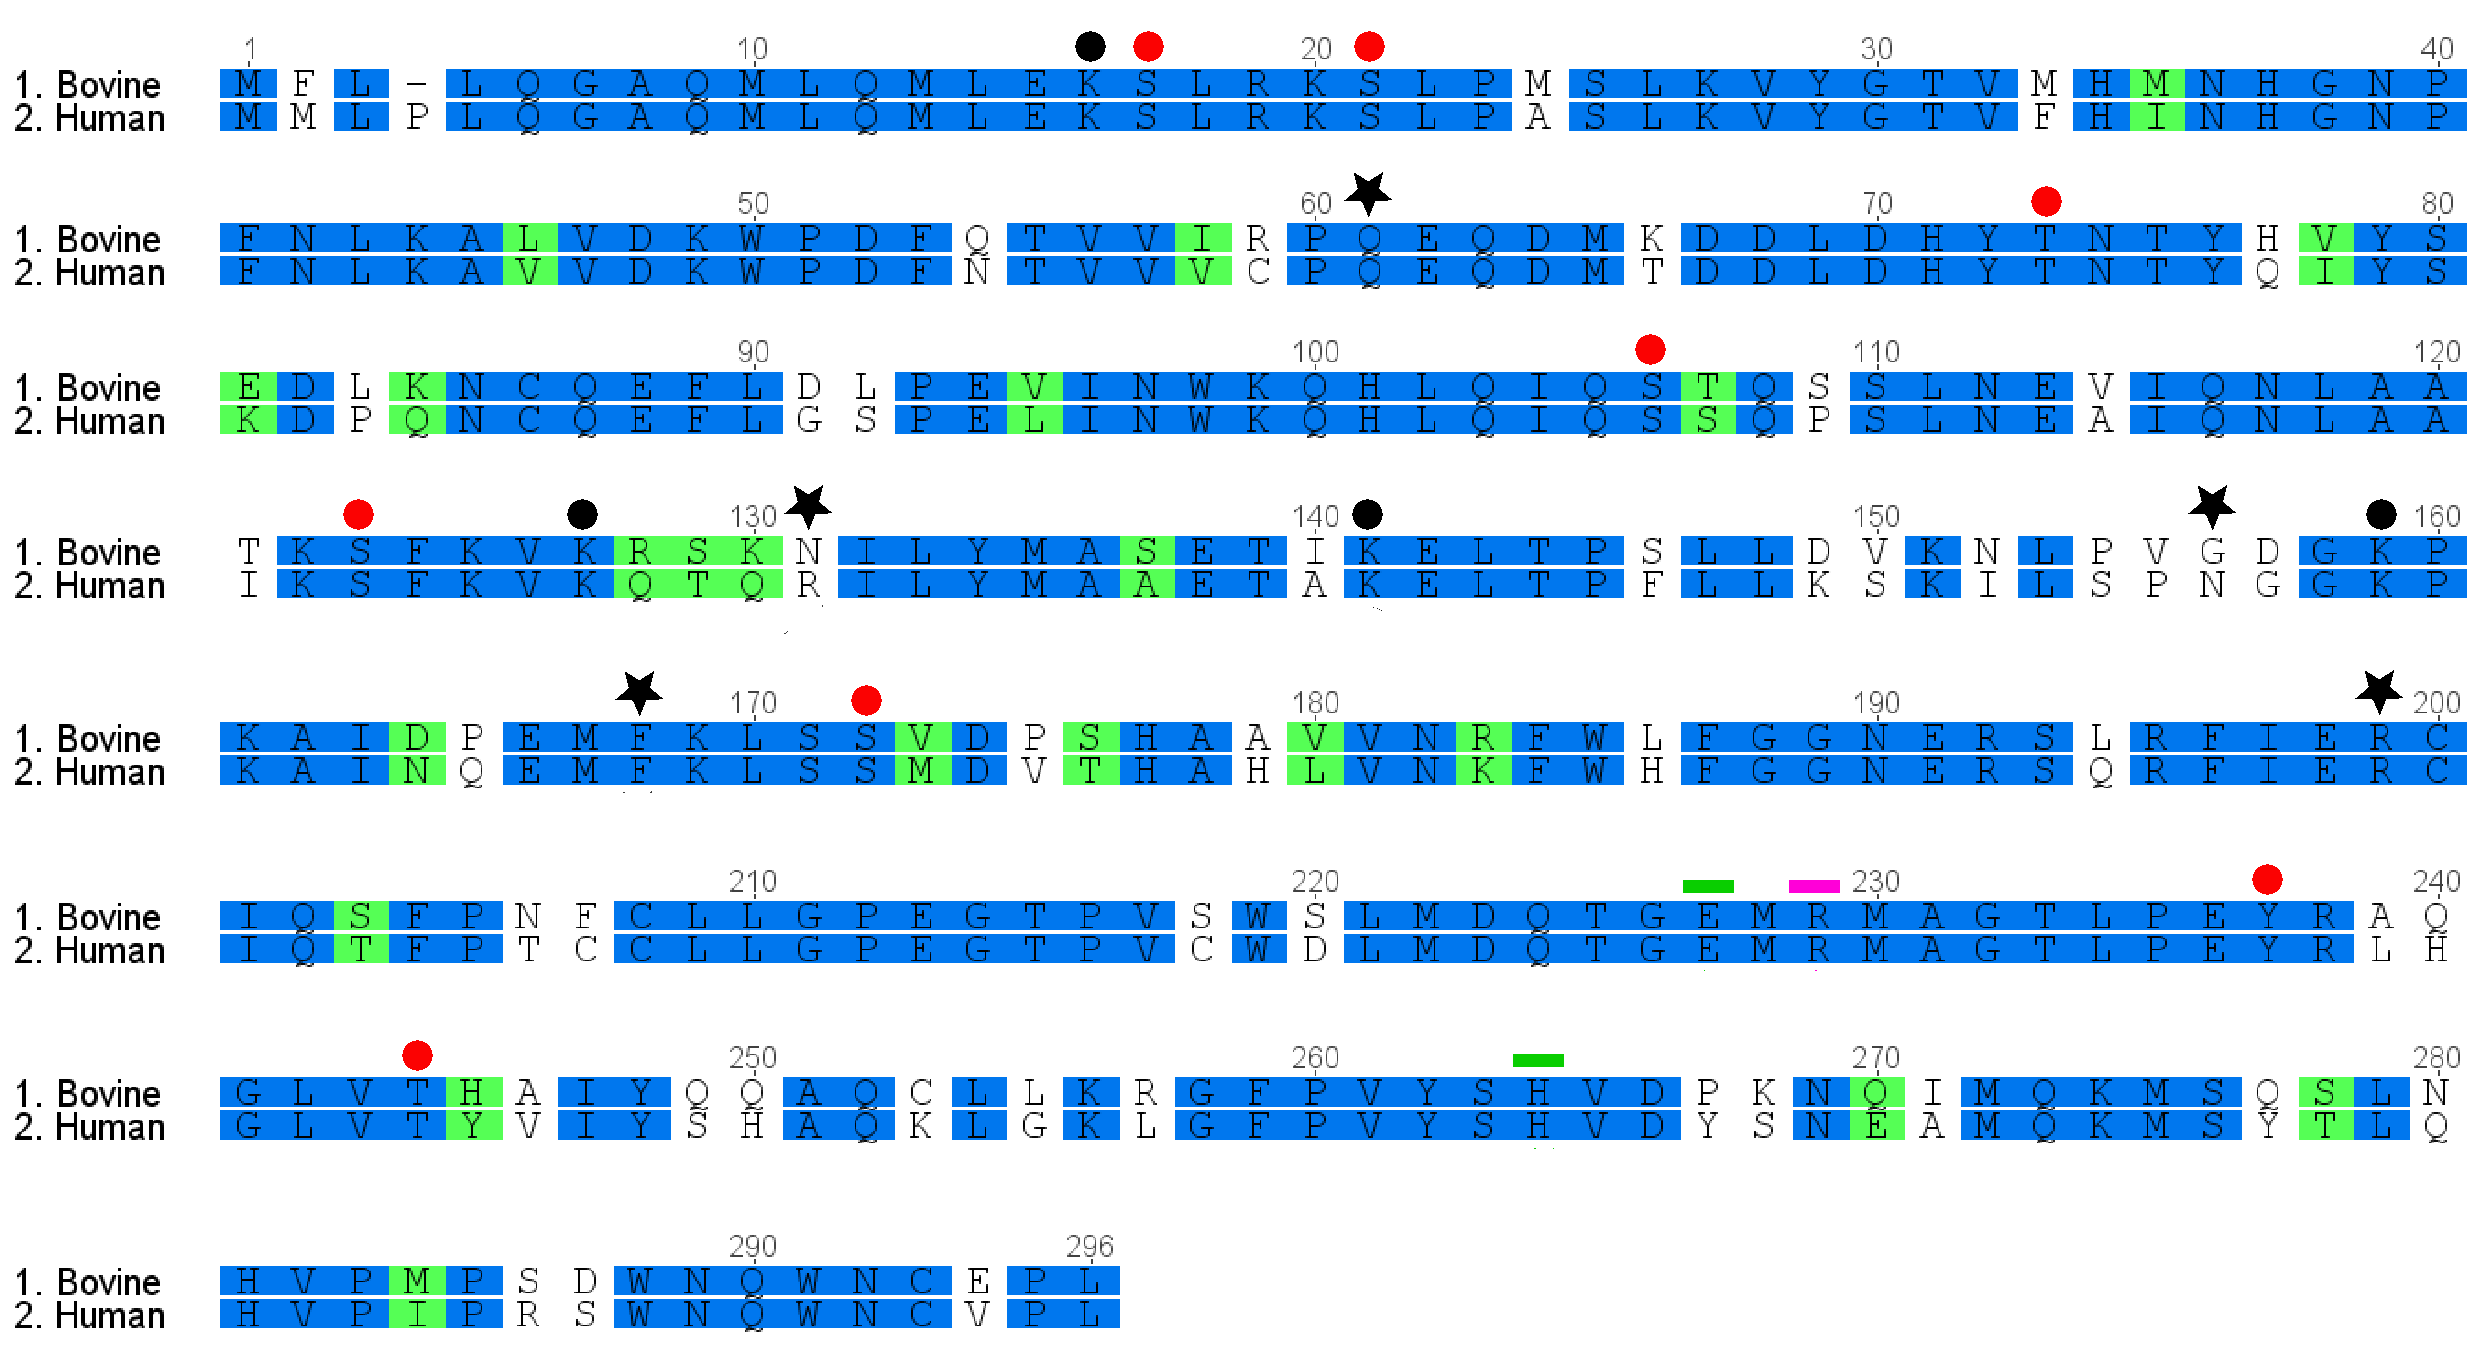 1 10 20 30 40
1. Bovine M F L - L Q G A Q M L Q M L E K S L R K S L P M S L K V Y G T V M H M N H G N P
2. Human M M L P L Q G A Q M L Q M L E K S L R K S L P A S L K V Y G T V F H I N H G N P
50 60 70 80
1. Bovine F N L K A L V D K W P D F Q T V V I R P Q E Q D M K D D L D H Y T N T Y H V Y S
2. Human F N L K A V V D K W P D F N T V V V C P Q E Q D M T D D L D H Y T N T Y Q I Y S
90 100 110 120
1. Bovine E D L K N C Q E F L D L P E V I N W K Q H L Q I Q S T Q S S L N E V I Q N L A A
2. Human K D P Q N C Q E F L G S P E L I N W K Q H L Q I Q S S Q P S L N E A I Q N L A A
130 140 150 160
1. Bovine T K S F K V K R S K N I L Y M A S E T I K E L T P S L L D V K N L P V G D G K P
2. Human I K S F K V K Q T Q R I L Y M A A E T A K E L T P F L L K S K I L S P N G G K P
170 180 190 200
1. Bovine K A I D P E M F K L S S V D P S H A A V V N R F W L F G G N E R S L R F I E R C
2. Human K A I N Q E M F K L S S M D V T H A H L V N K F W H F G G N E R S Q R F I E R C
210 220 230 240
1. Bovine I Q S F P N F C L L G P E G T P V S W S L M D Q T G E M R M A G T L P E Y R A Q
2. Human I Q T F P T C C L L G P E G T P V C W D L M D Q T G E M R M A G T L P E Y R L H
250 260 270 280
1. Bovine G L V T H A I Y Q Q A Q C L L K R G F P V Y S H V D P K N Q I M Q K M S Q S L N
2. Human G L V T Y V I Y S H A Q K L G K L G F P V Y S H V D Y S N E A M Q K M S Y T L Q
290 296
1. Bovine H V P M P S D W N Q W N C E P L
2. Human H V P I P R S W N Q W N C V P L